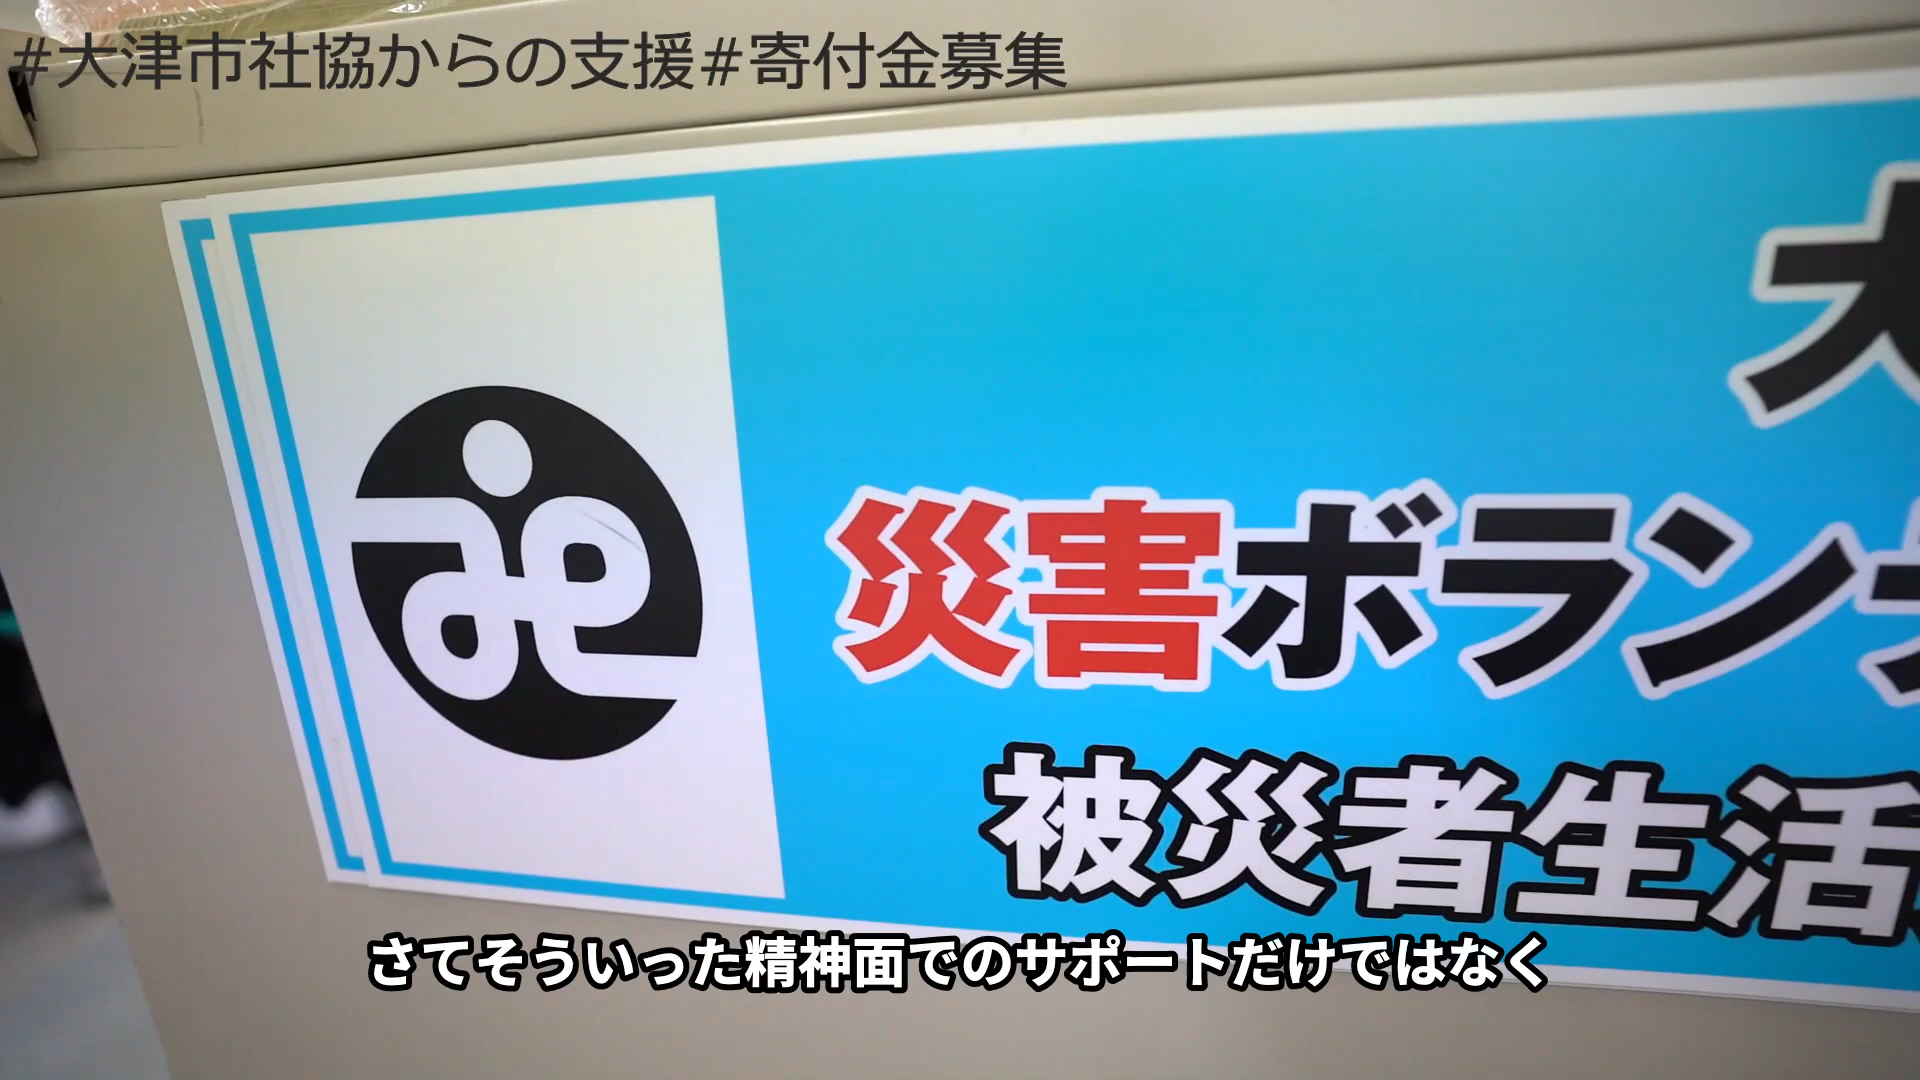 #大津市社協からの支援#寄付金募集
災害ボラン
被災者生活
さてそういった精神面でのサポートだけではなく